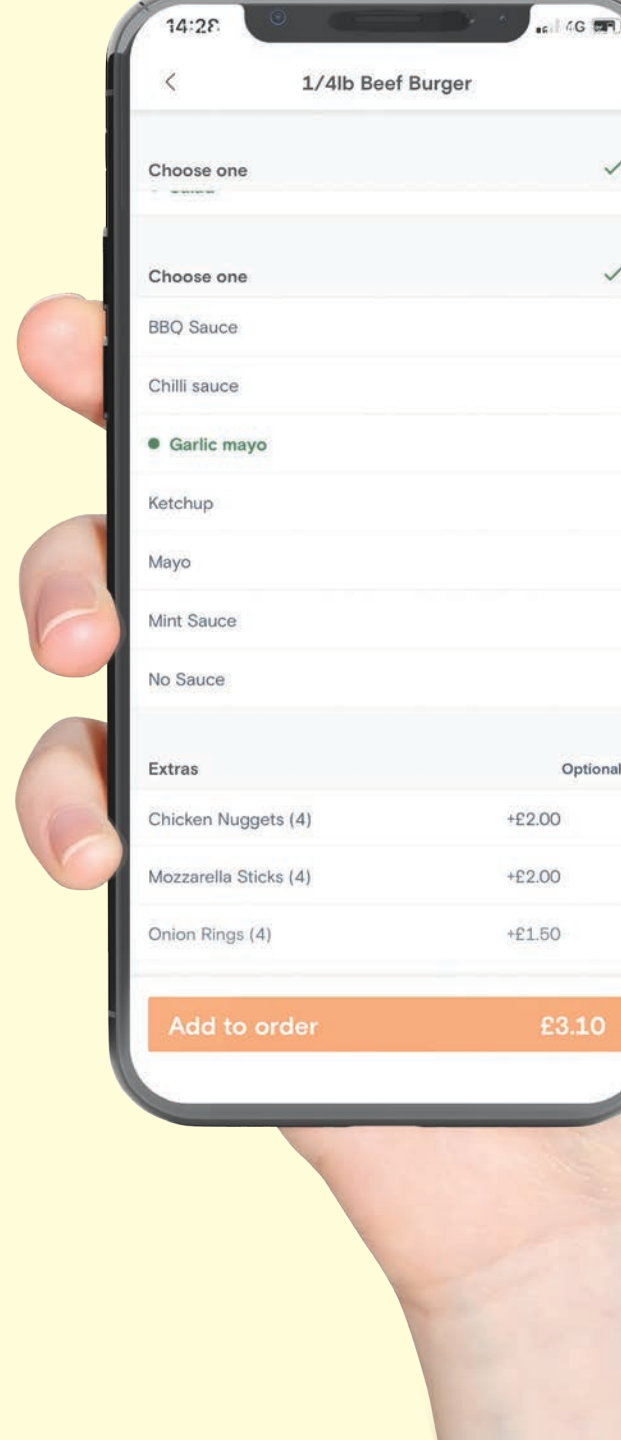 14:28
4G
1/4lb Beef Burger
Choose one
Choose one
BBQ Sauce
Chilli sauce
Garlic mayo
Ketchup
Mayo
Mint Sauce
No Sauce
Extras Optional
Chicken Nuggets (4) +£2.00
Mozzarella Sticks (4) +£2.00
Onion Rings (4) +£1.50
Add to order £3.10